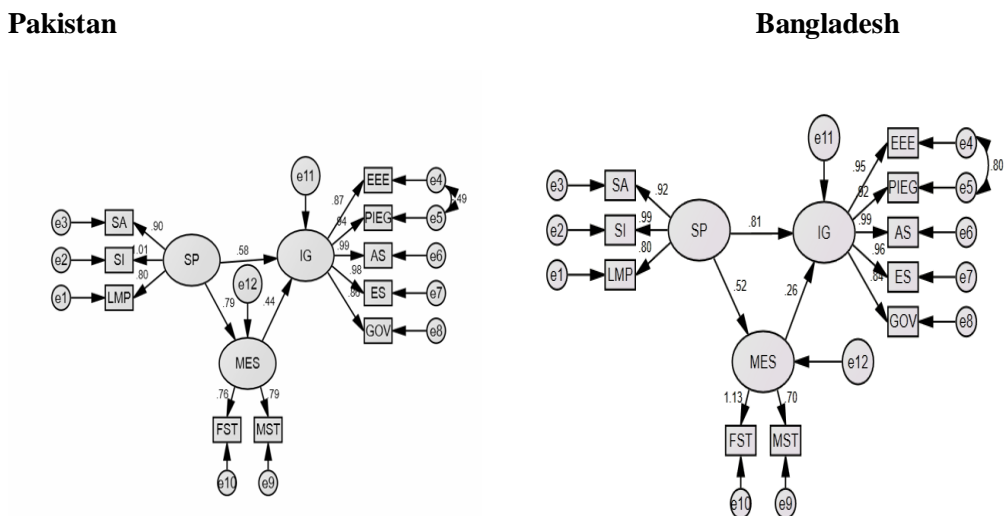 Pakistan
Bangladesh
e11
EEE
e4
.87
.49
e3
SA
.90
.94
PIEG
e5
e2
SI
1.01
SP
.58
IG
.99
AS
e6
e12
.98
e1
LMP
.80
ES
e7
.79
.44
GOV
e8
MES
.76
.79
FST
MST
e10
e9
e11
EEE
e4
.95
.80
e3
SA
.92
PIEG
e5
.99
e2
SI
.99
SP
.81
IG
AS
e6
.96
e1
LMP
.80
ES
e7
.84
.52
.26
GOV
e8
MES
e12
1.13
.70
FST
MST
e10
e9